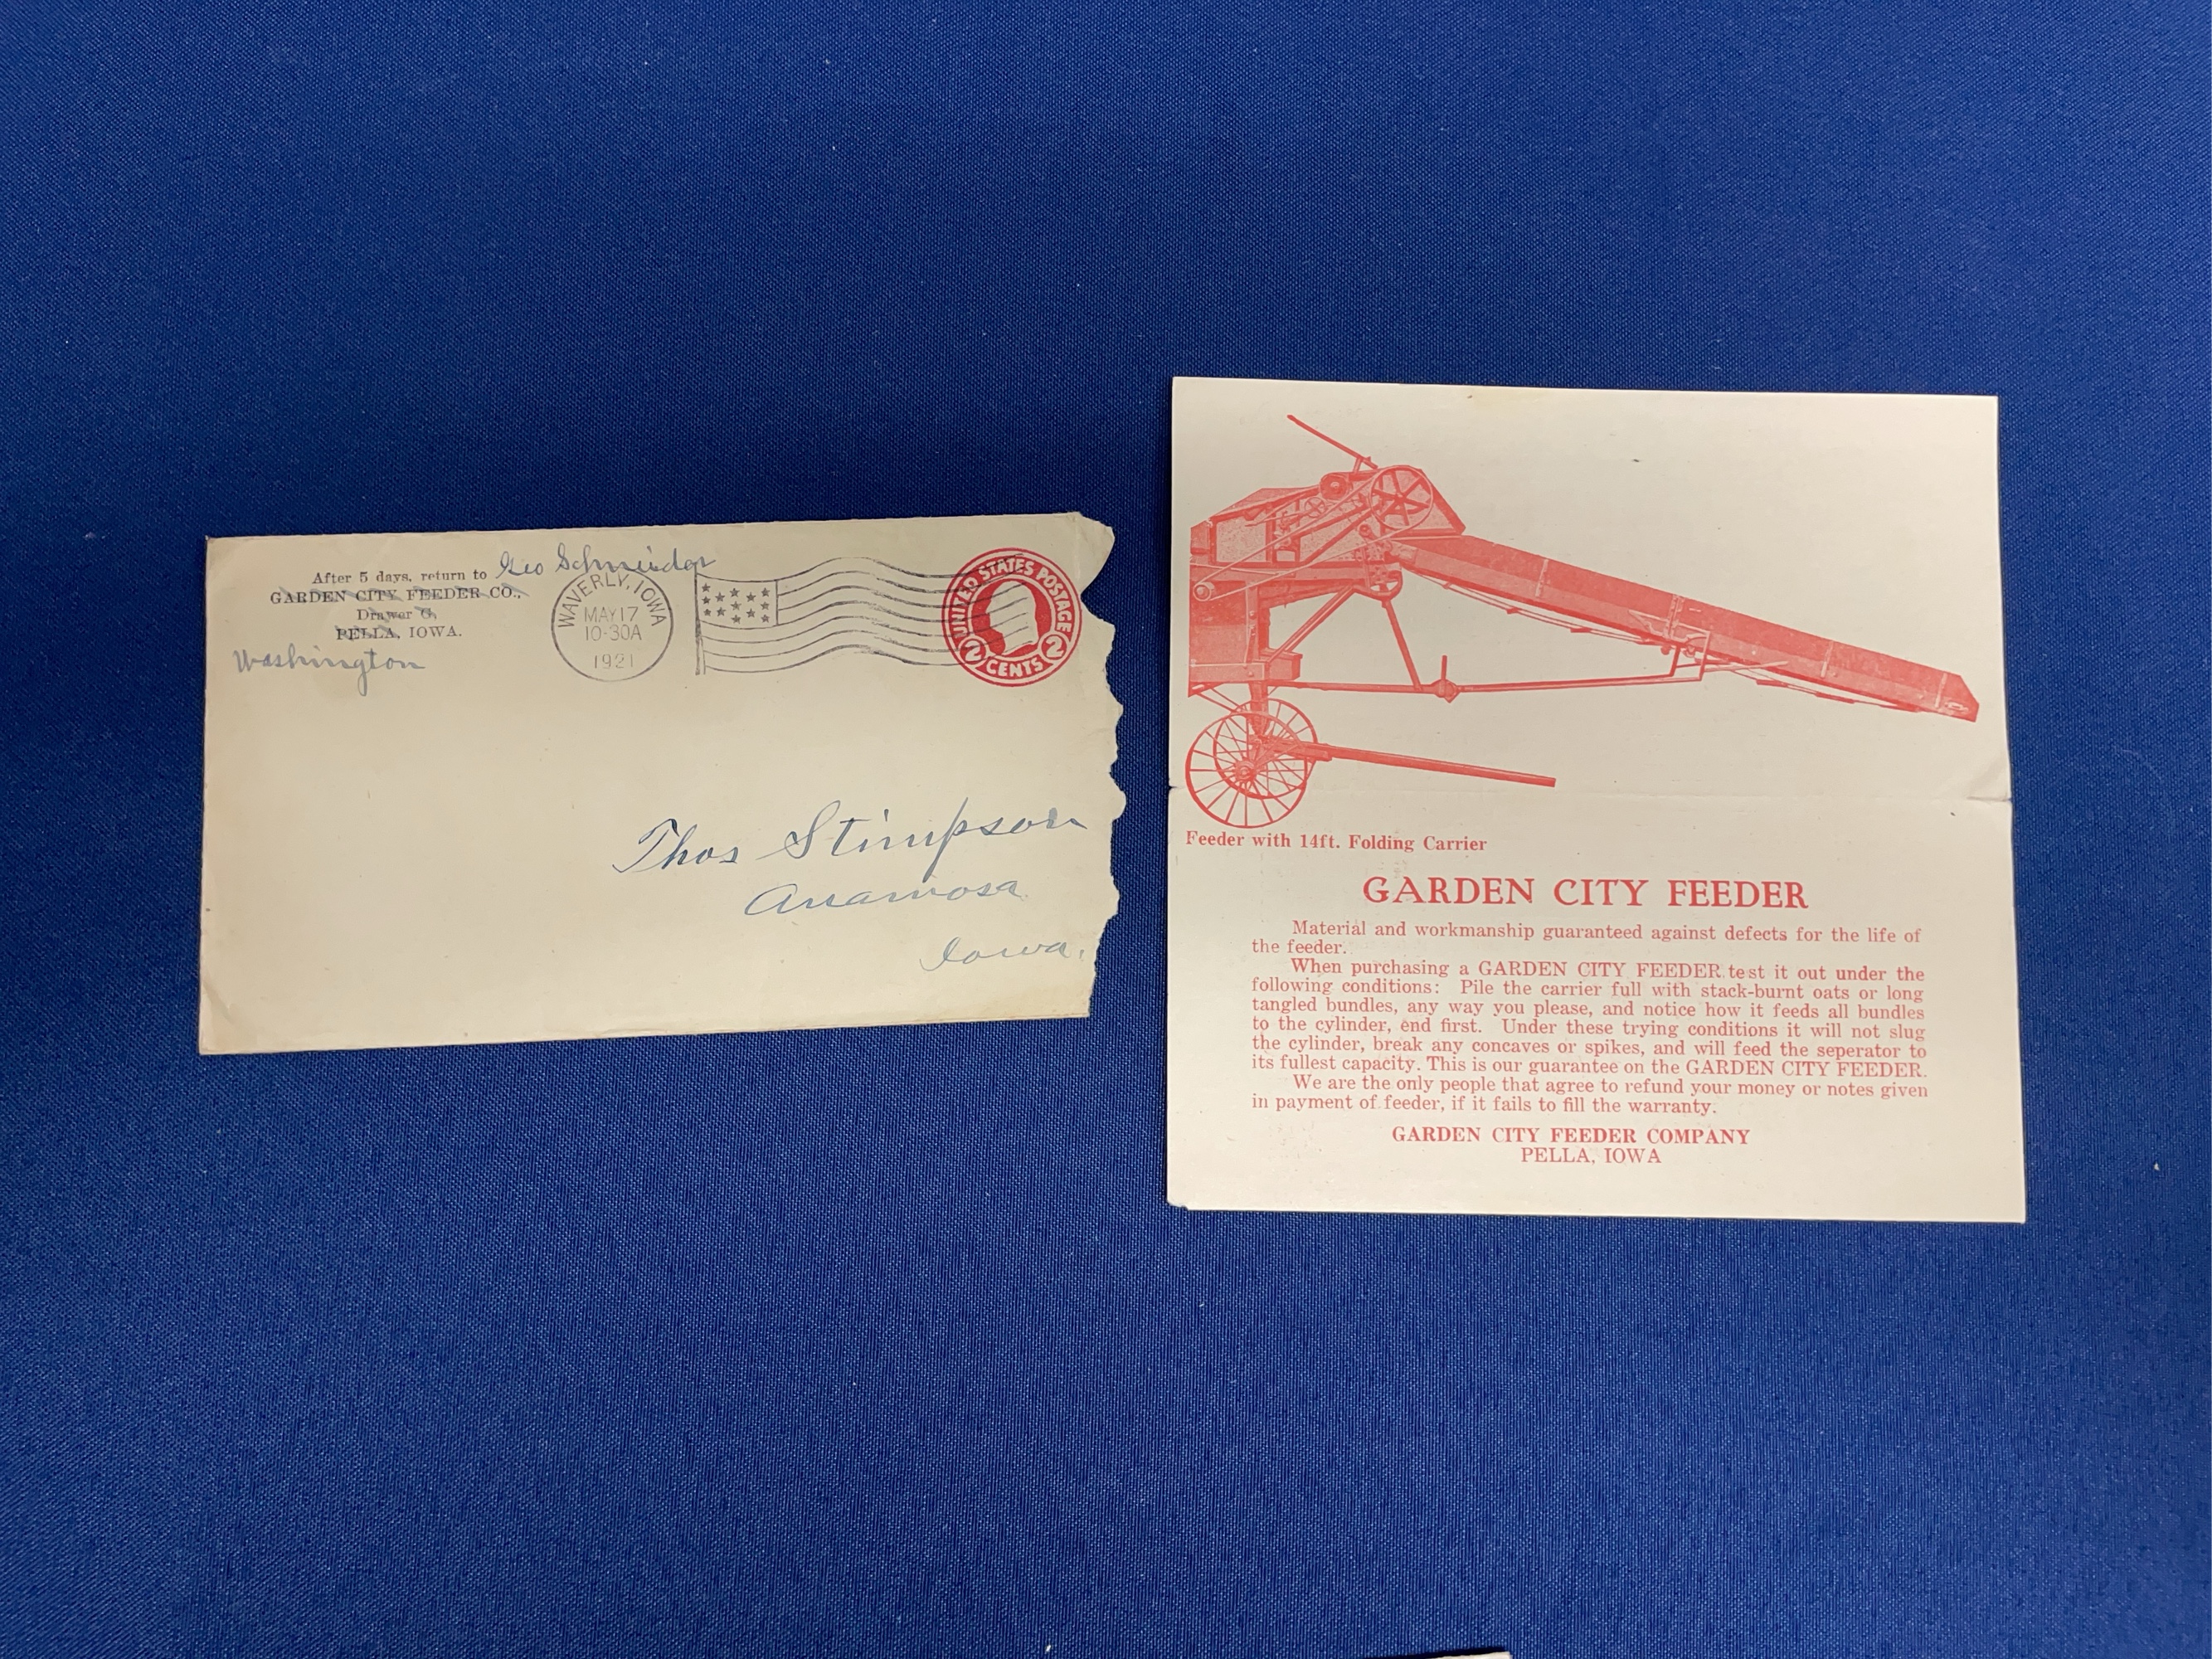 After 5 days, return to Geo Schneider
GARDEN CITY FEEDER CO.,
Drawer G,
PELLA, IOWA.
Washington
WAVERLY, IOWA
MAY 17
10-30A
1921
UNITED STATES POSTAGE
2 CENTS 2
Thos Stimpson
Anamosa
Iowa.
Feeder with 14ft. Folding Carrier
GARDEN CITY FEEDER
Material and workmanship guaranteed against defects for the life of
the feeder.
When purchasing a GARDEN CITY FEEDER test it out under the
following conditions: Pile the carrier full with stack-burnt oats or long
tangled bundles, any way you please, and notice how it feeds all bundles
to the cylinder, end first. Under these trying conditions it will not slug
the cylinder, break any concaves or spikes, and will feed the seperator to
its fullest capacity. This is our guarantee on the GARDEN CITY FEEDER.
We are the only people that agree to refund your money or notes given
in payment of feeder, if it fails to fill the warranty.
GARDEN CITY FEEDER COMPANY
PELLA, IOWA